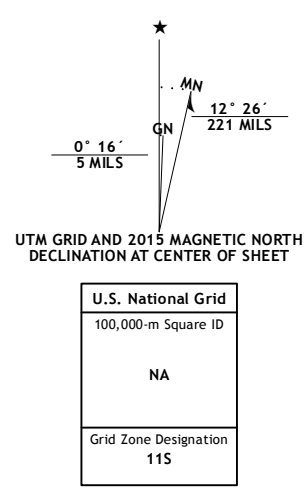 MN
12° 26´
221 MILS
GN
0° 16´
5 MILS
UTM GRID AND 2015 MAGNETIC NORTH
DECLINATION AT CENTER OF SHEET
U.S. National Grid
100,000-m Square ID
NA
Grid Zone Designation
11S